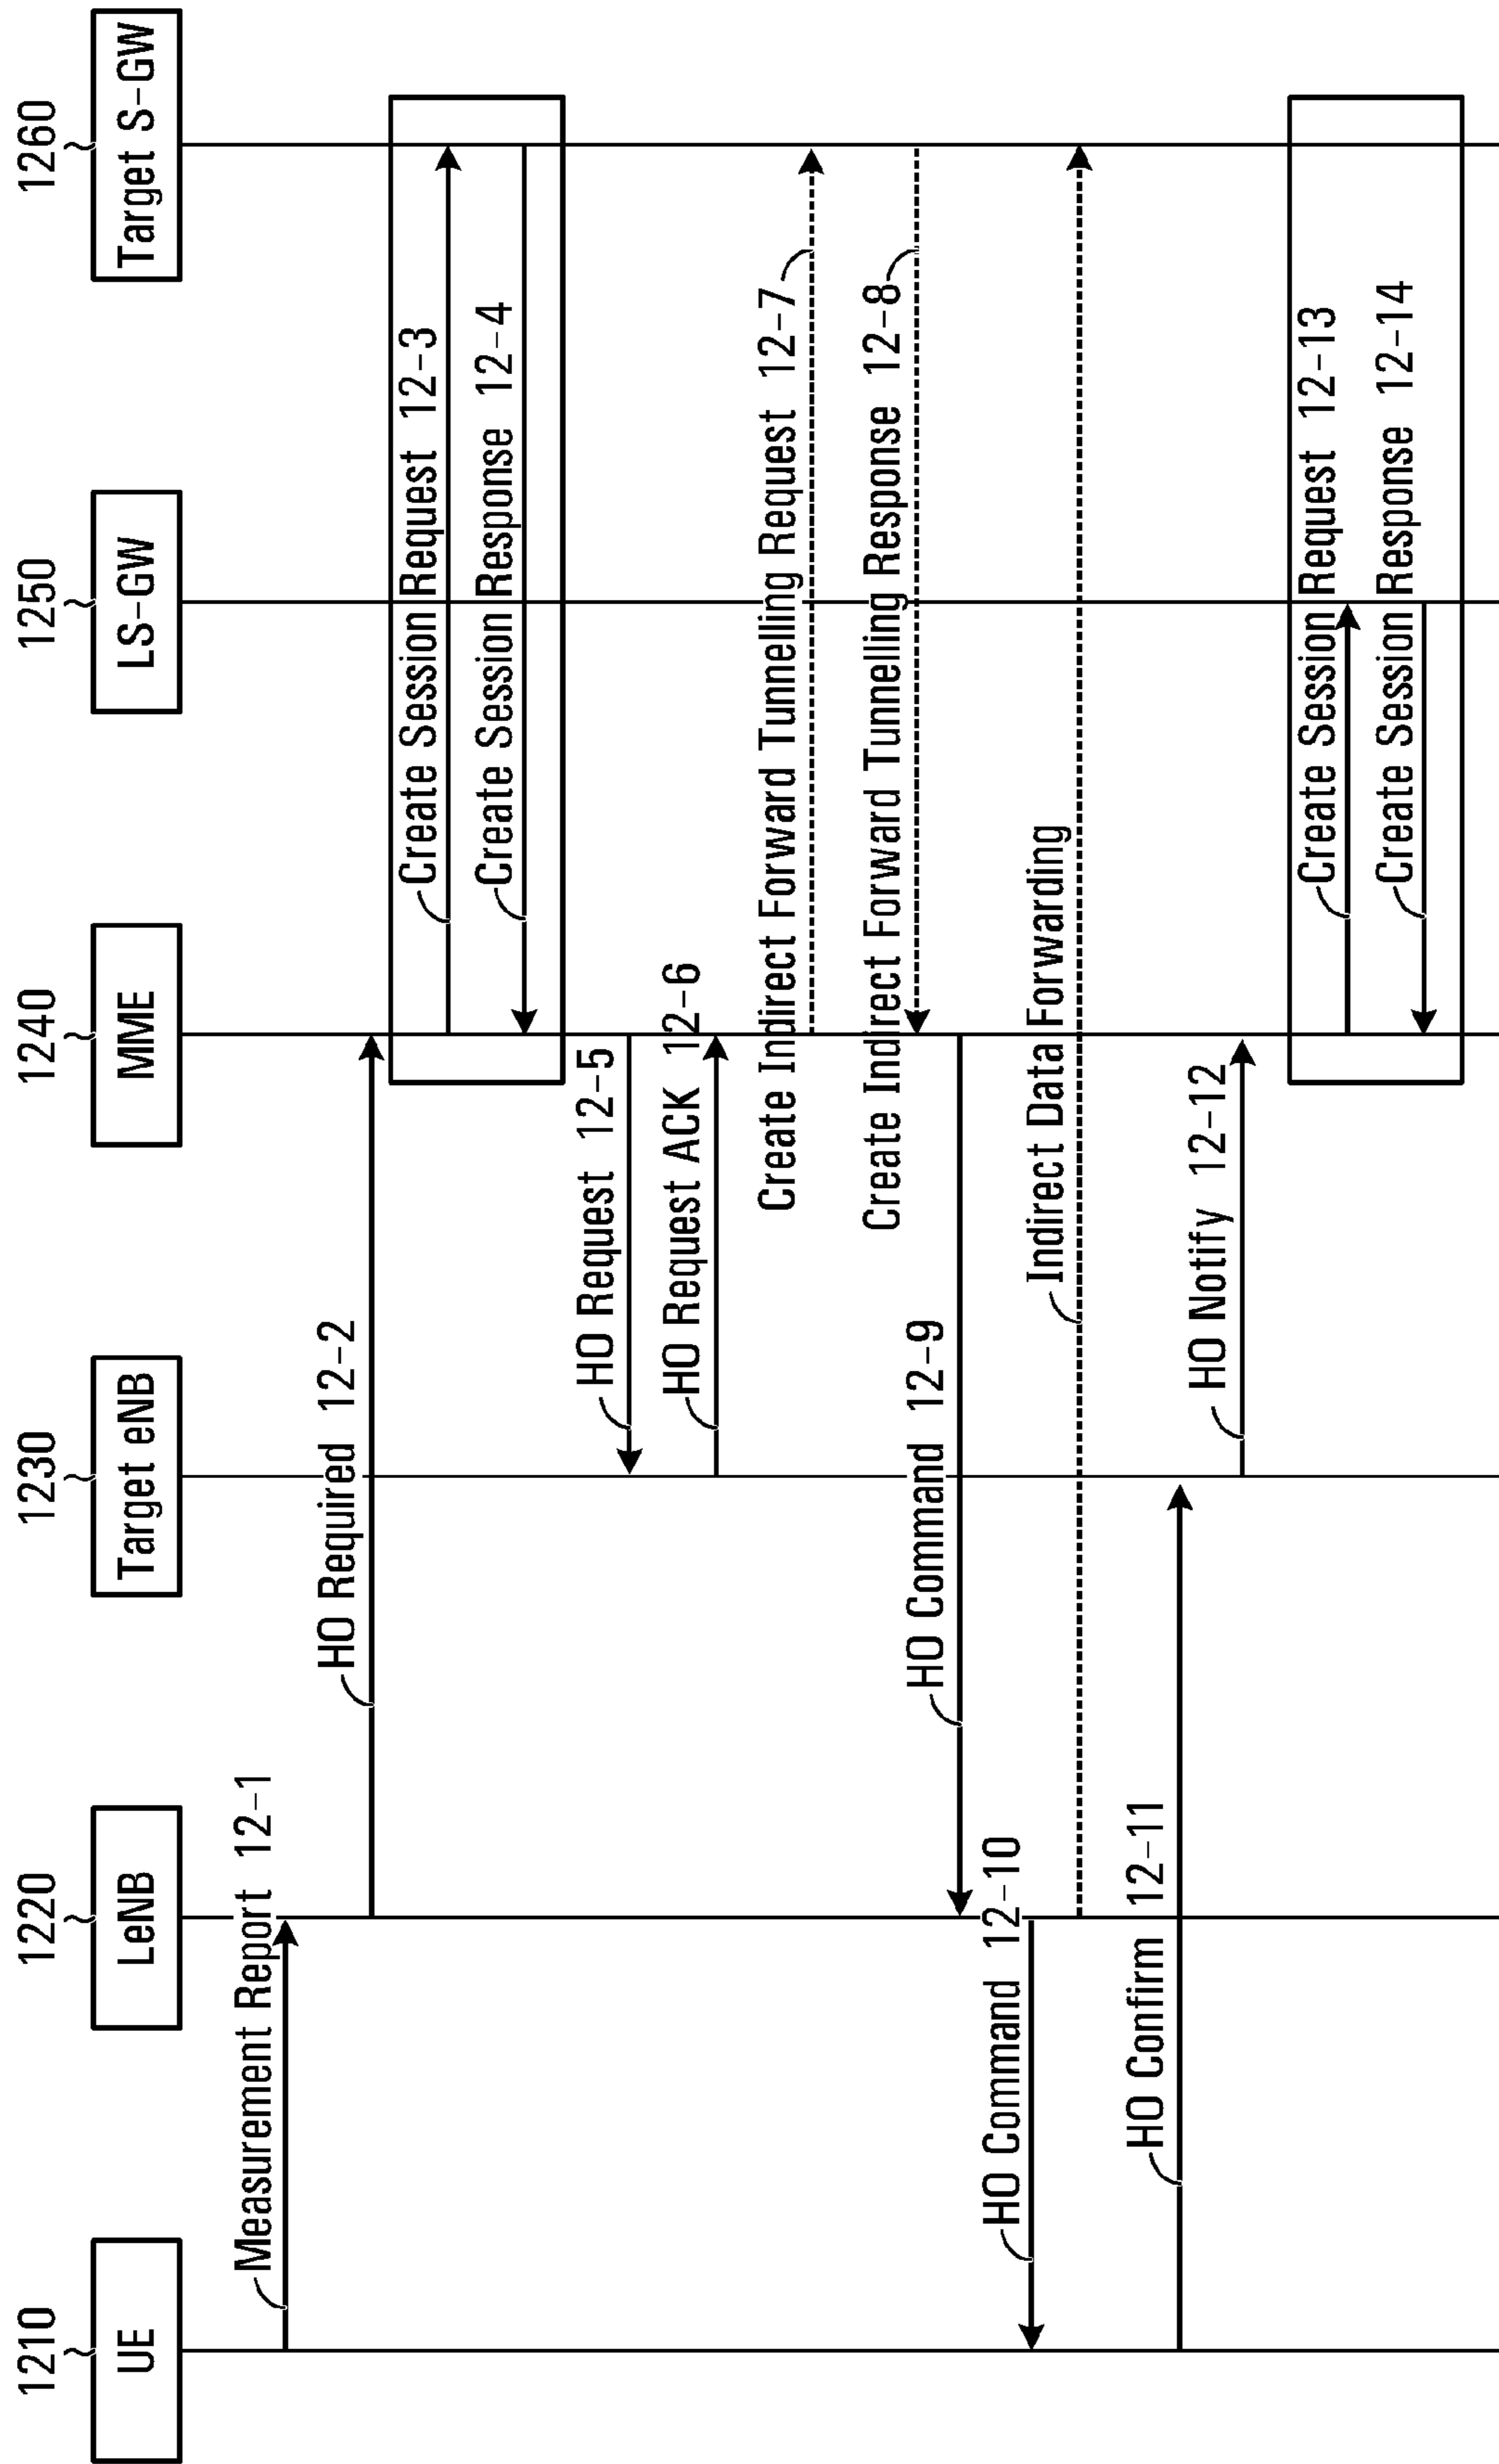 1210
1220
1230
1240
1250
1260
UE
LeNB
Target eNB
MME
LS-GW
Target S-GW
Measurement Report 12-1
HO Required 12-2
Create Session Request 12-3
Create Session Response 12-4
HO Request 12-5
HO Request ACK 12-6
Create Indirect Forward Tunnelling Request 12-7
Create Indirect Forward Tunnelling Response 12-8
HO Command 12-9
HO Command 12-10
Indirect Data Forwarding
HO Confirm 12-11
HO Notify 12-12
Create Session Request 12-13
Create Session Response 12-14